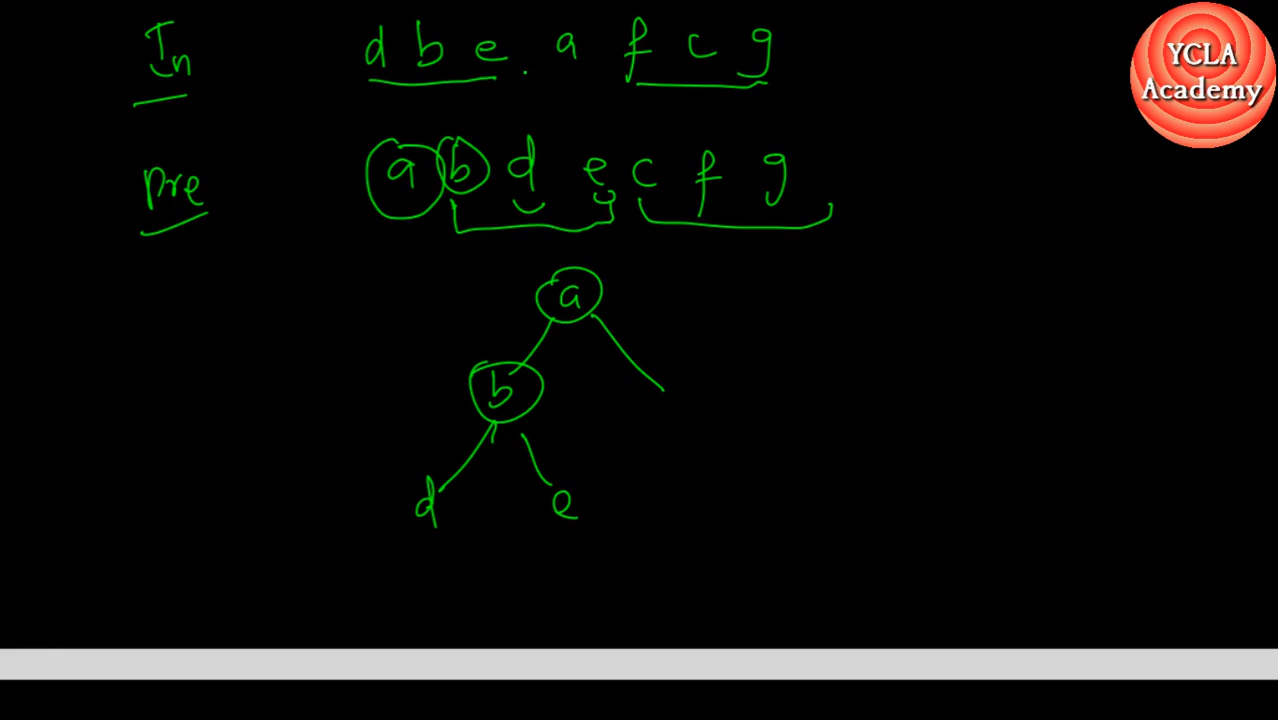 In d b e . a f c g
YCLA
Academy
Pre a b d e c f g
a
b
d e